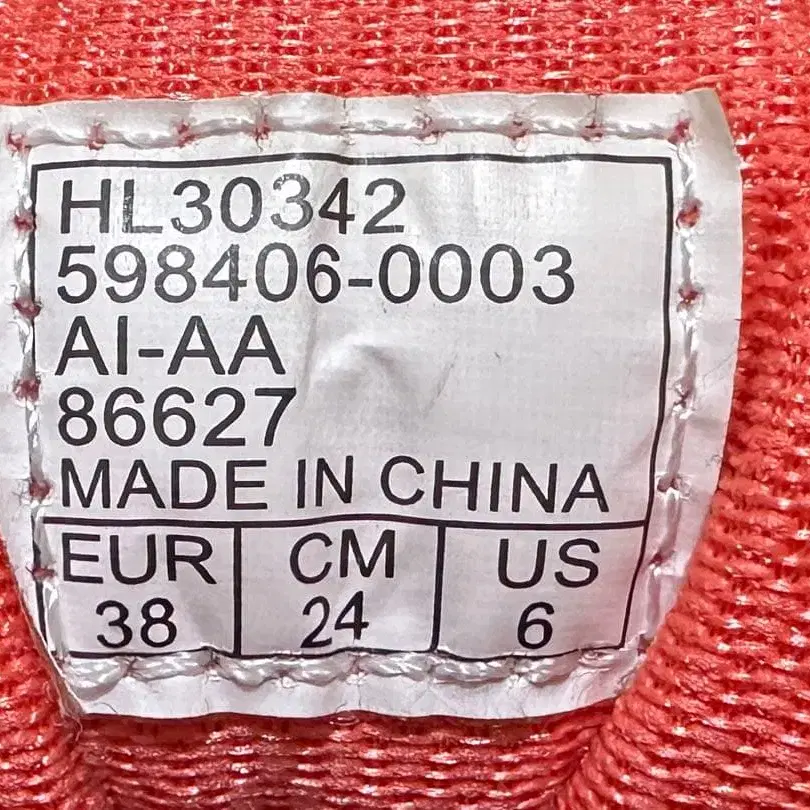 HL30342
598406-0003
AI-AA
86627
MADE IN CHINA
EUR CM US
38 24 6